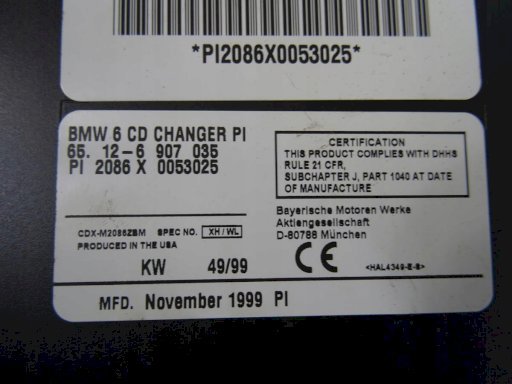 *PI2086X0053025*
BMW 6 CD CHANGER PI
65. 12-6 907 035
PI 2086 X 0053025
CERTIFICATION
THIS PRODUCT COMPLIES WITH DHHS
RULE 21 CFR,
SUBCHAPTER J, PART 1040 AT DATE
OF MANUFACTURE
CDX-M2086ZBM SPEC NO. XH/WL
PRODUCED IN THE USA
Bayerische Motoren Werke
Aktiengesellschaft
D-80788 München
KW 49/99
CE
<HAL4349-E-8>
MFD. November 1999 PI